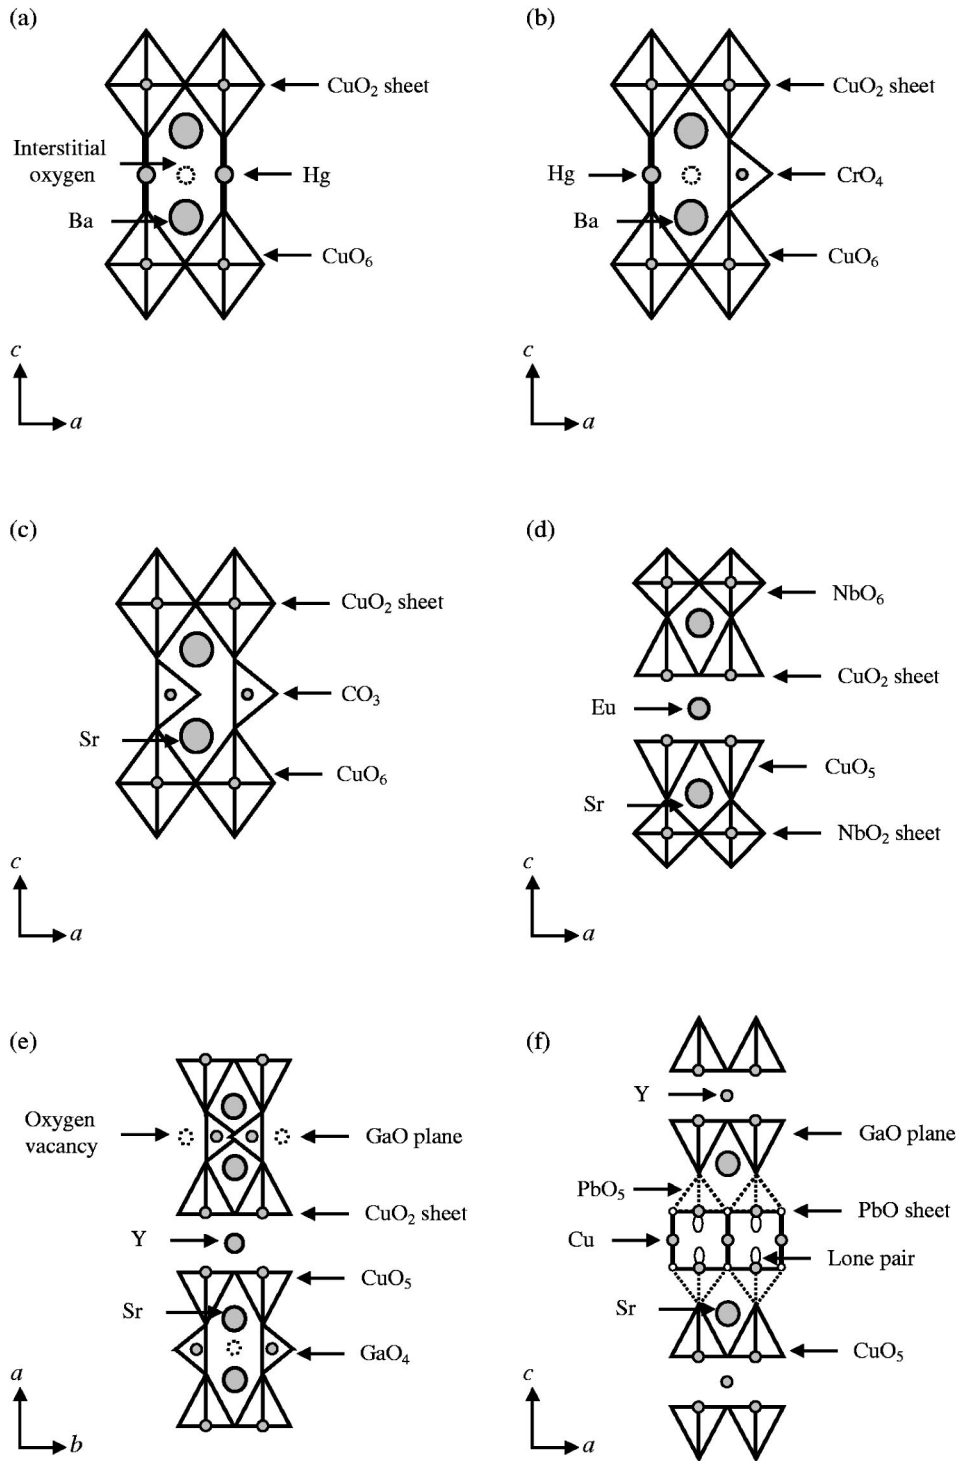 (a)
CuO₂ sheet
Interstitial
oxygen
Hg
Ba
CuO₆
c
a
(b)
CuO₂ sheet
Hg
CrO₄
Ba
CuO₆
c
a
(c)
CuO₂ sheet
CO₃
Sr
CuO₆
c
a
(d)
NbO₆
CuO₂ sheet
Eu
CuO₅
Sr
NbO₂ sheet
c
a
(e)
Oxygen
vacancy
GaO plane
CuO₂ sheet
Y
CuO₅
Sr
GaO₄
a
b
(f)
Y
GaO plane
PbO₅
PbO sheet
Cu
Lone pair
Sr
CuO₅
c
a